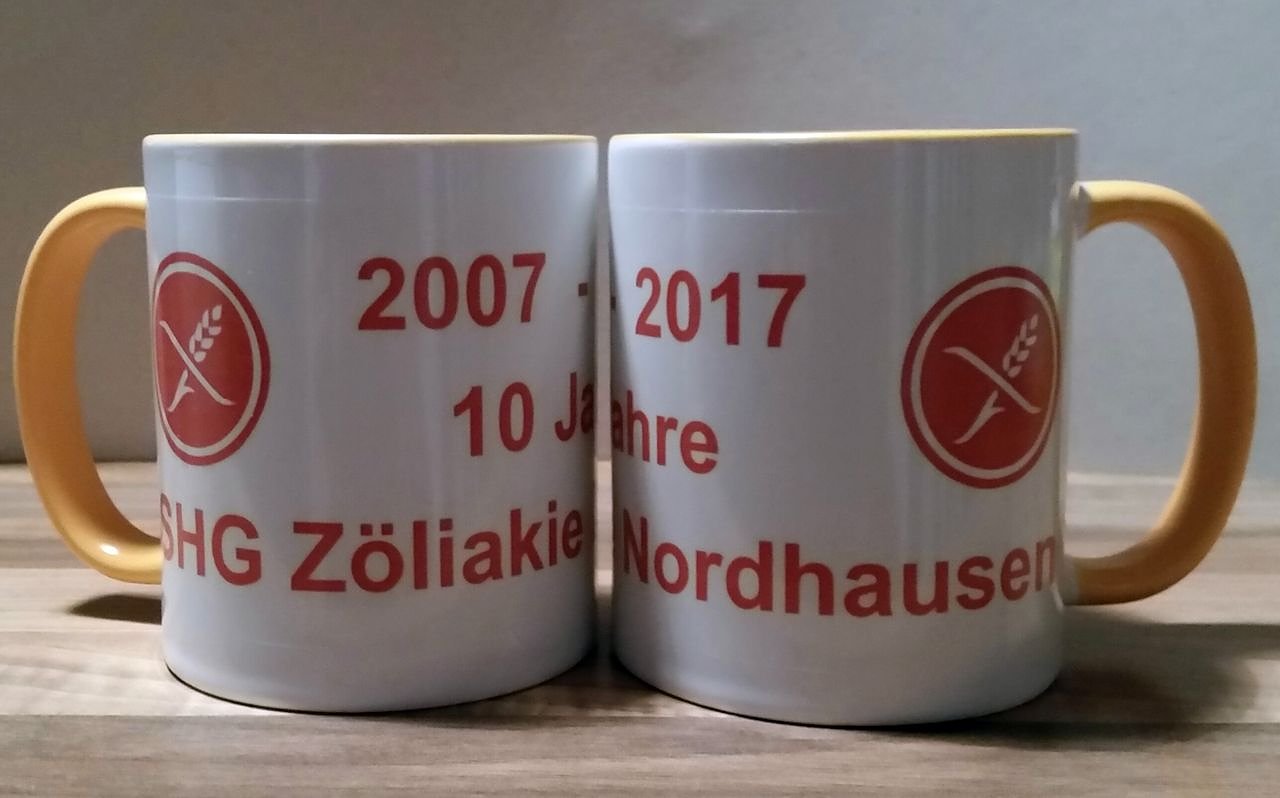 2007 - - 2017
10 Ja ahre
SHG Zöliakie Nordhausen